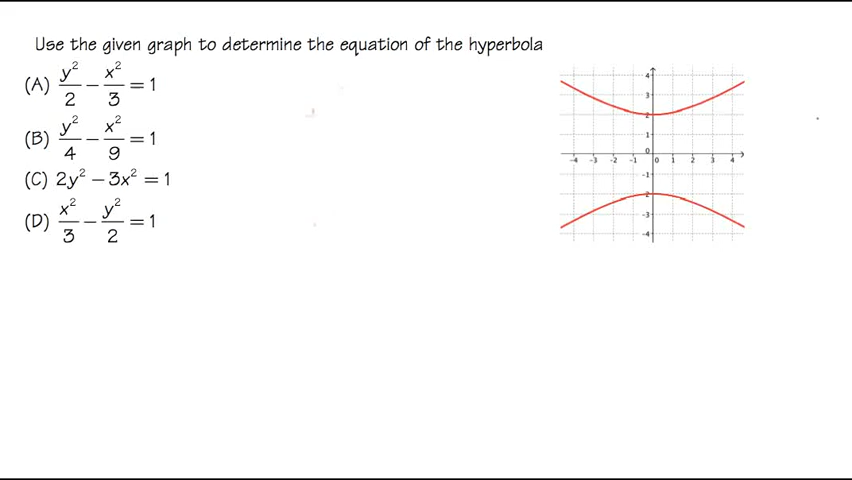 Use the given graph to determine the equation of the hyperbola
(A) y²/2 − x²/3 = 1
(B) y²/4 − x²/9 = 1
(C) 2y² − 3x² = 1
(D) x²/3 − y²/2 = 1
4
3
2
1
0
-4 -3 -2 -1 0 1 2 3 4
-1
-2
-3
-4